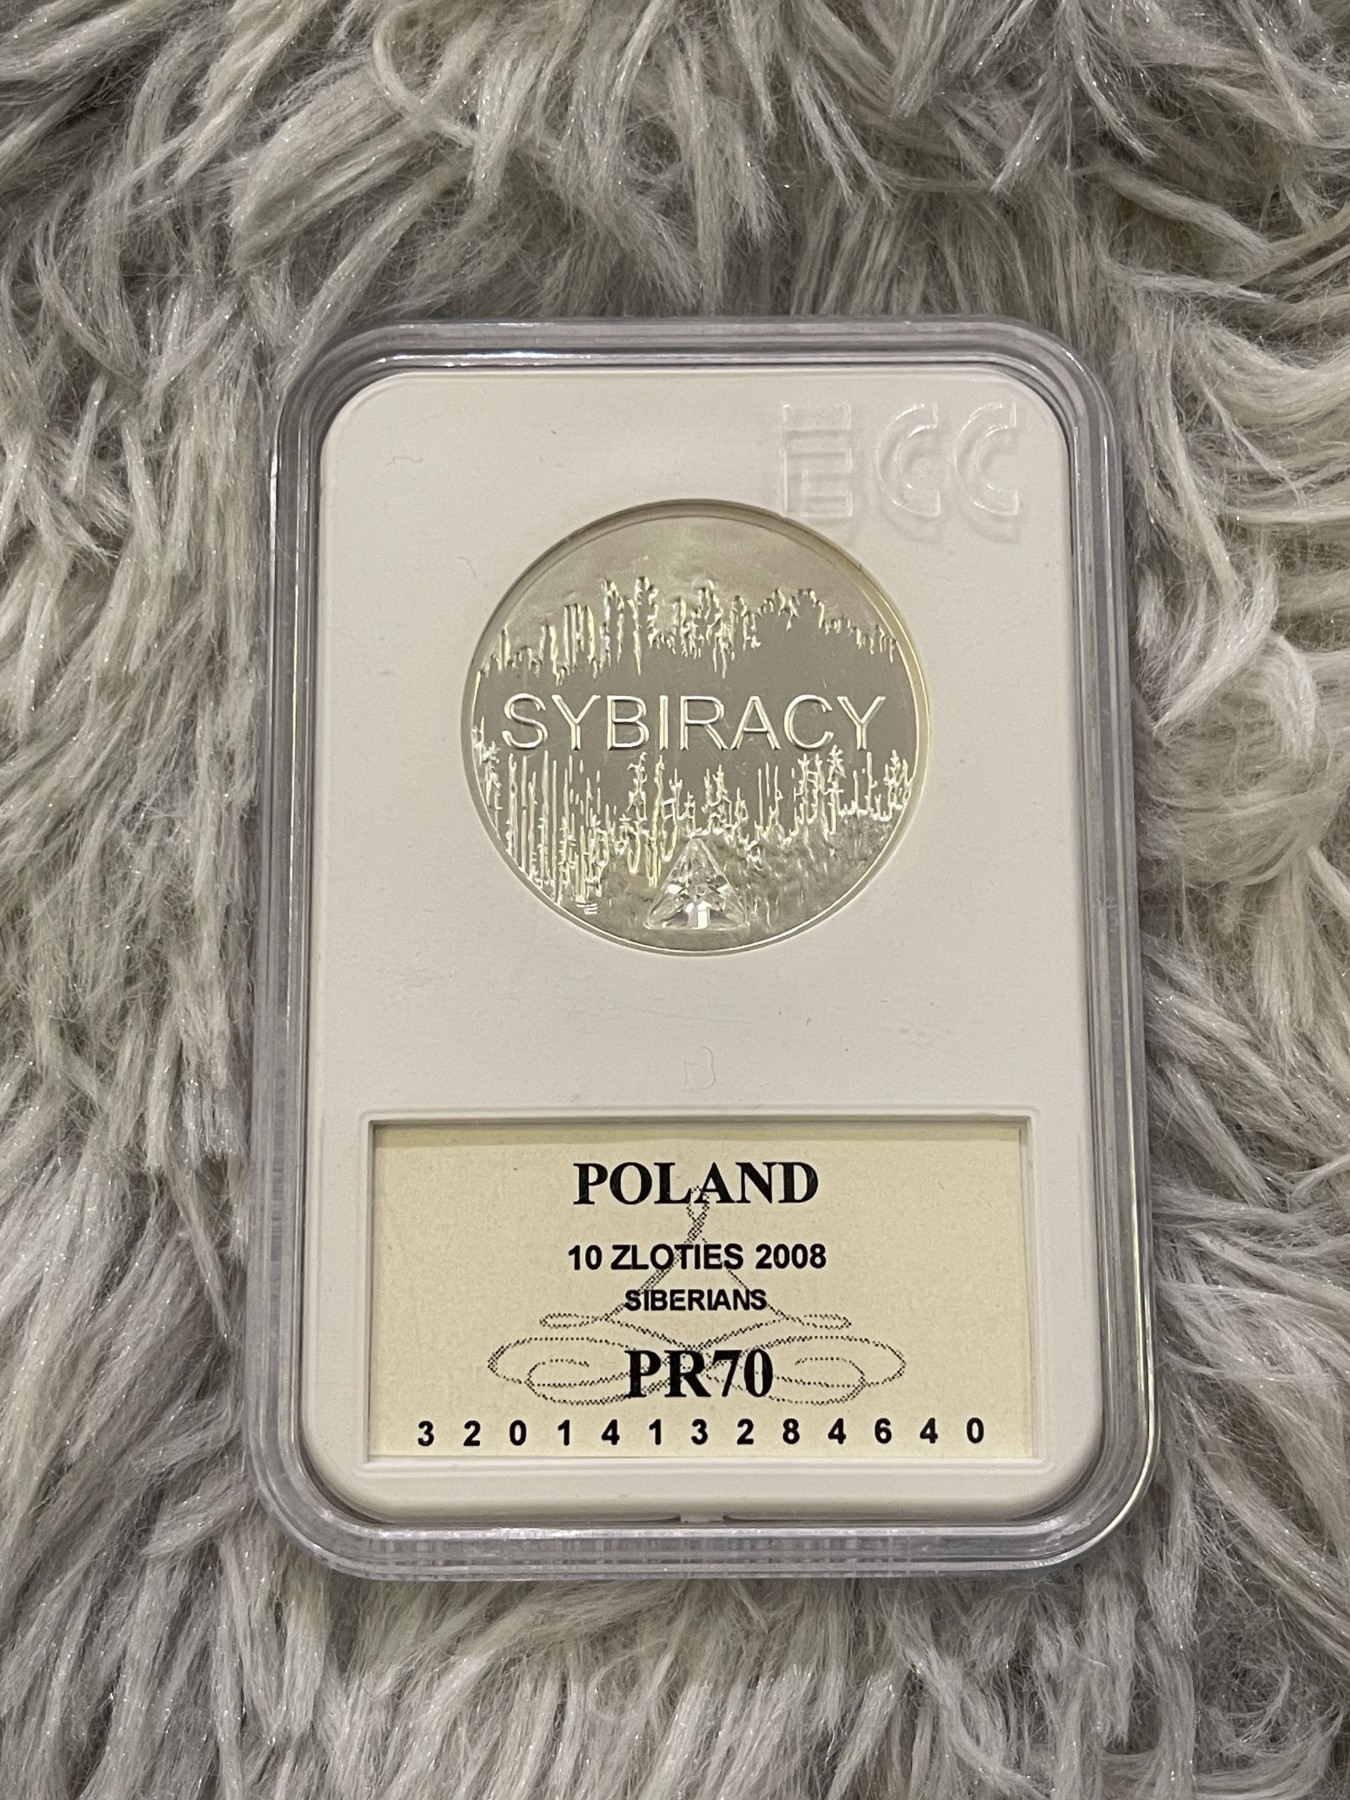 ECC
SYBIRACY
POLAND
10 ZLOTIES 2008
SIBERIANS
PR70
3 2 0 1 4 1 3 2 8 4 6 4 0